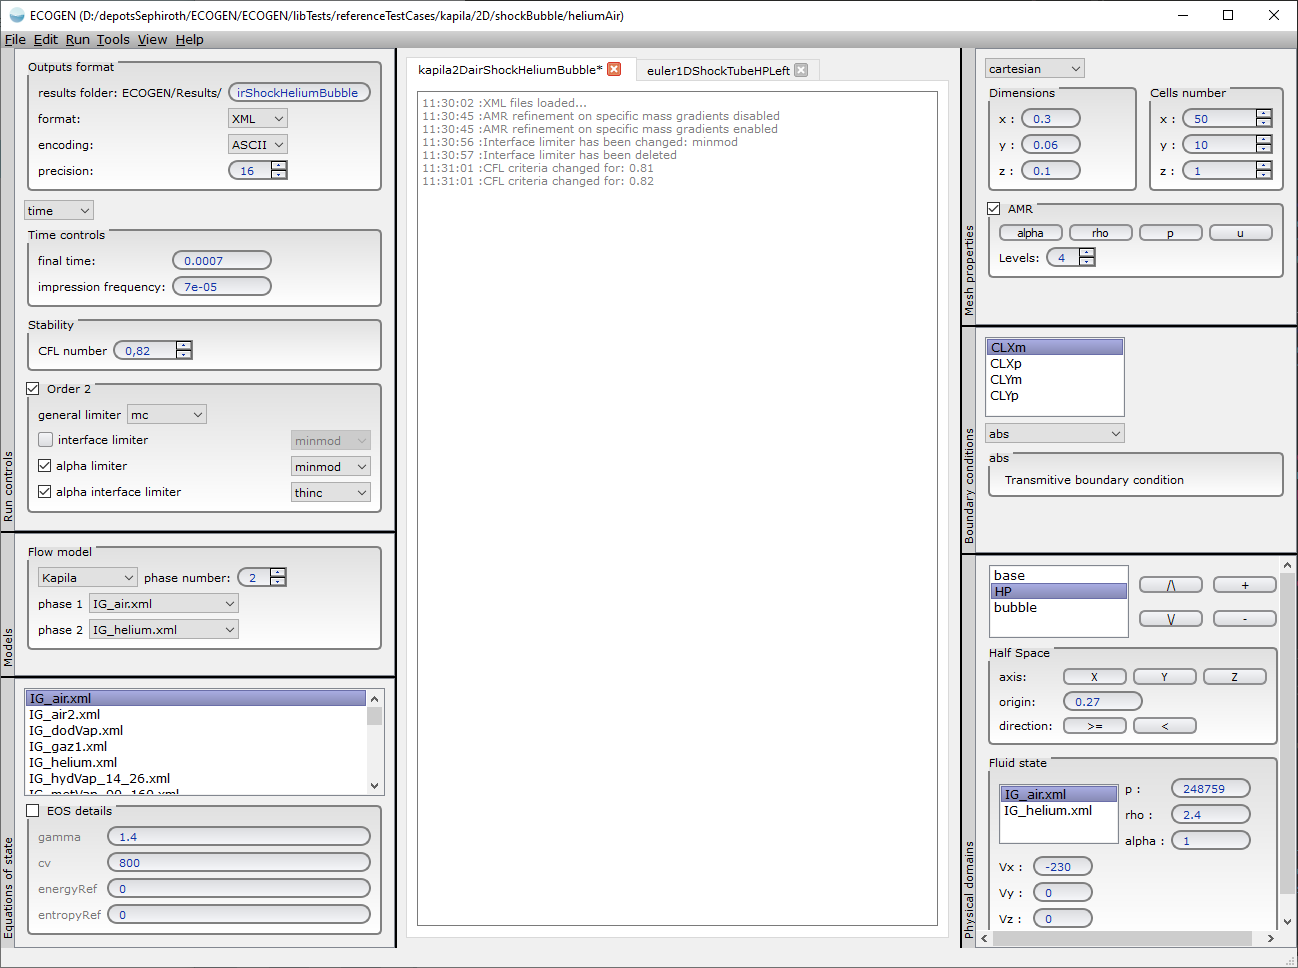 ECOGEN (D:/depotsSephiroth/ECOGEN/ECOGEN/libTests/referenceTestCases/kapila/2D/shockBubble/heliumAir)
File Edit Run Tools View Help
Run controls
Outputs format
results folder: ECOGEN/Results/ irShockHeliumBubble
format: XML
encoding: ASCII
precision: 16
time
Time controls
final time: 0.0007
impression frequency: 7e-05
Stability
CFL number 0,82
Order 2
general limiter mc
interface limiter minmod
alpha limiter minmod
alpha interface limiter thinc
Models
Flow model
Kapila phase number: 2
phase 1 IG_air.xml
phase 2 IG_helium.xml
Equations of state
IG_air.xml
IG_air2.xml
IG_dodVap.xml
IG_gaz1.xml
IG_helium.xml
IG_hydVap_14_26.xml
EOS details
gamma 1.4
cv 800
energyRef 0
entropyRef 0
kapila2DairShockHeliumBubble* euler1DShockTubeHPLeft
11:30:02 :XML files loaded...
11:30:45 :AMR refinement on specific mass gradients disabled
11:30:45 :AMR refinement on specific mass gradients enabled
11:30:56 :Interface limiter has been changed: minmod
11:30:57 :Interface limiter has been deleted
11:31:01 :CFL criteria changed for: 0.81
11:31:01 :CFL criteria changed for: 0.82
Mesh properties
cartesian
Dimensions
x : 0.3
y : 0.06
z : 0.1
Cells number
x : 50
y : 10
z : 1
AMR
alpha rho p u
Levels: 4
Boundary conditions
CLXm
CLXp
CLYm
CLYp
abs
abs
Transmitive boundary condition
Physical domains
base
HP
bubble
/\ +
\/ -
Half Space
axis: X Y Z
origin: 0.27
direction: >= <
Fluid state
IG_air.xml
IG_helium.xml
p : 248759
rho : 2.4
alpha : 1
Vx : -230
Vy : 0
Vz : 0